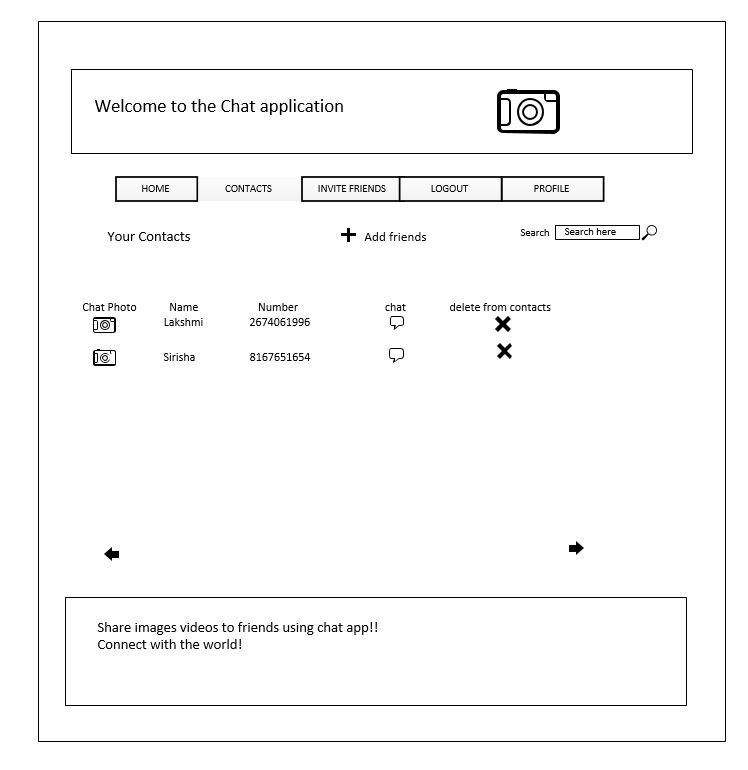 Welcome to the Chat application
HOME CONTACTS INVITE FRIENDS LOGOUT PROFILE
Your Contacts Add friends Search Search here
Chat Photo Name Number chat delete from contacts
Lakshmi 2674061996
Sirisha 8167651654
Share images videos to friends using chat app!!
Connect with the world!